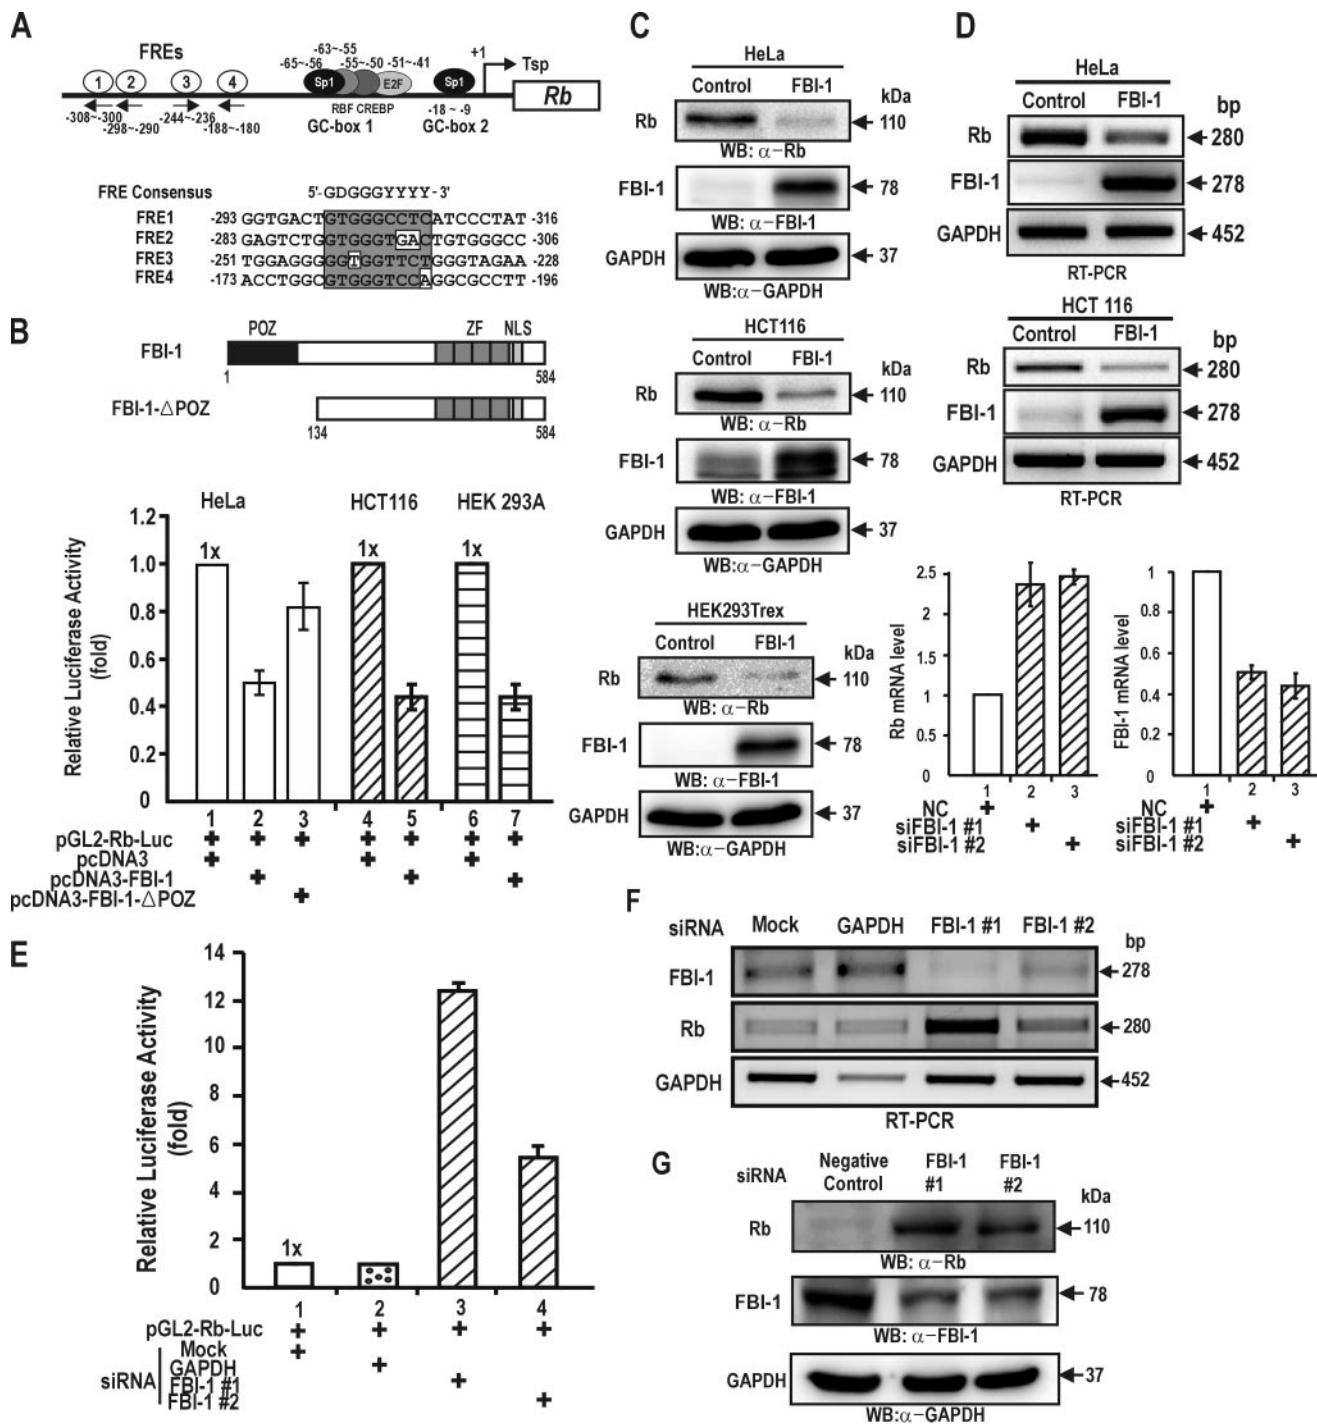 A
FREs
1 2 3 4
-308~-300
-298~-290
-244~-236
-188~-180
-63~-55
-65~-56
-55~-50
-51~-41
Sp1
E2F
RBF CREBP
GC-box 1
Sp1
-18 ~ -9
GC-box 2
+1
Tsp
Rb
FRE Consensus 5'-GDGGGYYYY-3'
FRE1 -293 GGTGACTGTGGGCCTCATCCCTAT -316
FRE2 -283 GAGTCTGGTGGGTGACTGTGGGCC -306
FRE3 -251 TGGAGGGGGTGGTTCTGGGTAGAA -228
FRE4 -173 ACCTGGCGTGGGTCCAGGCGCCTT -196
B
POZ ZF NLS
FBI-1
1 584
FBI-1-△POZ
134 584
HeLa HCT116 HEK 293A
Relative Luciferase Activity
(fold)
1.2
1.0
0.8
0.6
0.4
0.2
0
1x 1x 1x
1 2 3 4 5 6 7
pGL2-Rb-Luc + + + + + + +
pcDNA3 + + +
pcDNA3-FBI-1 + + +
pcDNA3-FBI-1-△POZ +
C
HeLa
Control FBI-1
kDa
Rb 110
WB: α-Rb
FBI-1 78
WB: α-FBI-1
GAPDH 37
WB:α-GAPDH
HCT116
Control FBI-1
kDa
Rb 110
WB: α-Rb
FBI-1 78
WB: α-FBI-1
GAPDH 37
WB:α-GAPDH
HEK293Trex
Control FBI-1
kDa
Rb 110
WB: α-Rb
FBI-1 78
WB: α-FBI-1
GAPDH 37
WB:α-GAPDH
D
HeLa
Control FBI-1
bp
Rb 280
FBI-1 278
GAPDH 452
RT-PCR
HCT 116
Control FBI-1
bp
Rb 280
FBI-1 278
GAPDH 452
RT-PCR
Rb mRNA level
2.5
2
1.5
1
0.5
0
1 2 3
NC +
siFBI-1 #1 +
siFBI-1 #2 +
FBI-1 mRNA level
1
0.8
0.6
0.4
0.2
0
1 2 3
NC +
siFBI-1 #1 +
siFBI-1 #2 +
E
Relative Luciferase Activity
(fold)
14
12
10
8
6
4
2
0
1x
1 2 3 4
pGL2-Rb-Luc + + + +
siRNA
Mock +
GAPDH +
FBI-1 #1 +
FBI-1 #2 +
F
siRNA Mock GAPDH FBI-1 #1 FBI-1 #2
bp
FBI-1 278
Rb 280
GAPDH 452
RT-PCR
G
siRNA Negative Control FBI-1 #1 FBI-1 #2
kDa
Rb 110
WB: α-Rb
FBI-1 78
WB: α-FBI-1
GAPDH 37
WB:α-GAPDH